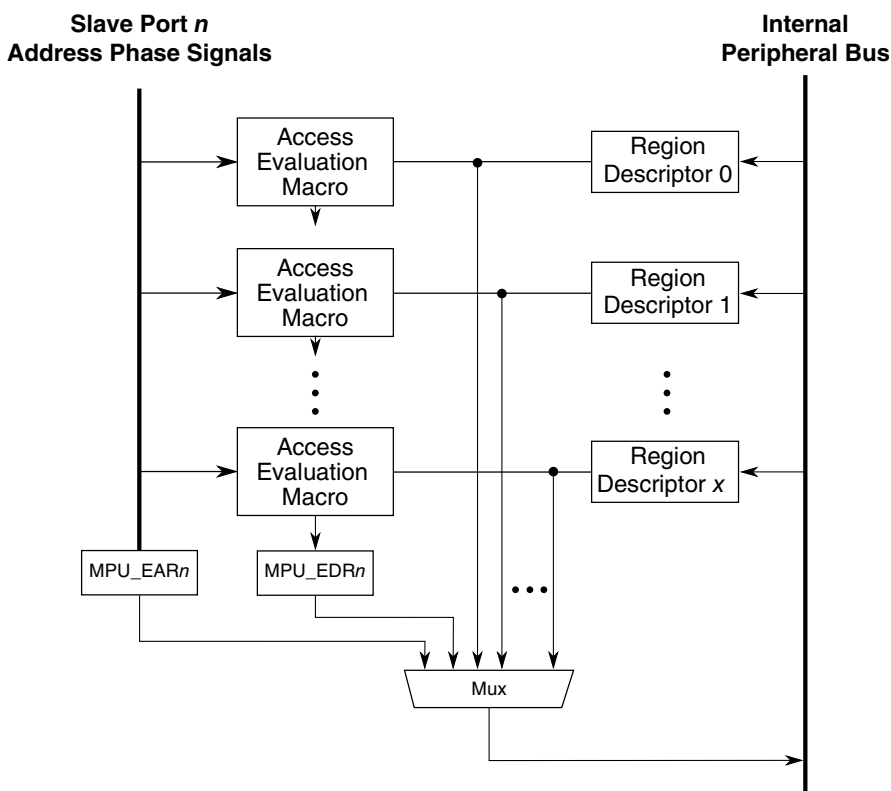 Slave Port n
Address Phase Signals
Internal
Peripheral Bus
Access
Evaluation
Macro
Region
Descriptor 0
Access
Evaluation
Macro
Region
Descriptor 1
Access
Evaluation
Macro
Region
Descriptor x
MPU_EARn
MPU_EDRn
Mux